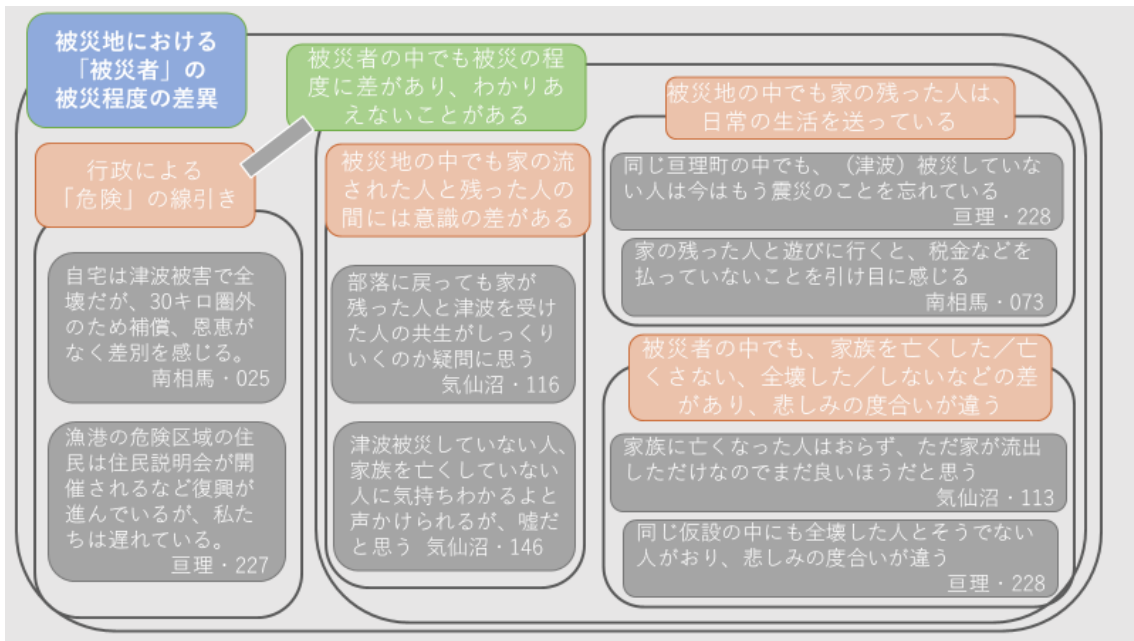 被災地における
「被災者」の
被災程度の差異
被災者の中でも被災の程
度に差があり、わかりあ
えないことがある
行政による
「危険」の線引き
自宅は津波被害で全
壊だが、30キロ圏外
のため補償、恩恵が
なく差別を感じる。
南相馬・025
漁港の危険区域の住
民は住民説明会が開
催されるなど復興が
進んでいるが、私た
ちは遅れている。
亘理・227
被災地の中でも家の流
された人と残った人の
間には意識の差がある
部落に戻っても家が
残った人と津波を受け
た人の共生がしっくり
いくのか疑問に思う
気仙沼・116
津波被災していない人、
家族を亡くしていない
人に気持ちわかるよと
声かけられるが、嘘だ
と思う 気仙沼・146
被災地の中でも家の残った人は、
日常の生活を送っている
同じ亘理町の中でも、（津波）被災していな
い人は今はもう震災のことを忘れている
亘理・228
家の残った人と遊びに行くと、税金などを
払っていないことを引け目に感じる
南相馬・073
被災者の中でも、家族を亡くした／亡
くさない、全壊した／しないなどの差
があり、悲しみの度合いが違う
家族に亡くなった人はおらず、ただ家が流出
しただけなのでまだ良いほうだと思う
気仙沼・113
同じ仮設の中にも全壊した人とそうでない
人がおり、悲しみの度合いが違う
亘理・228